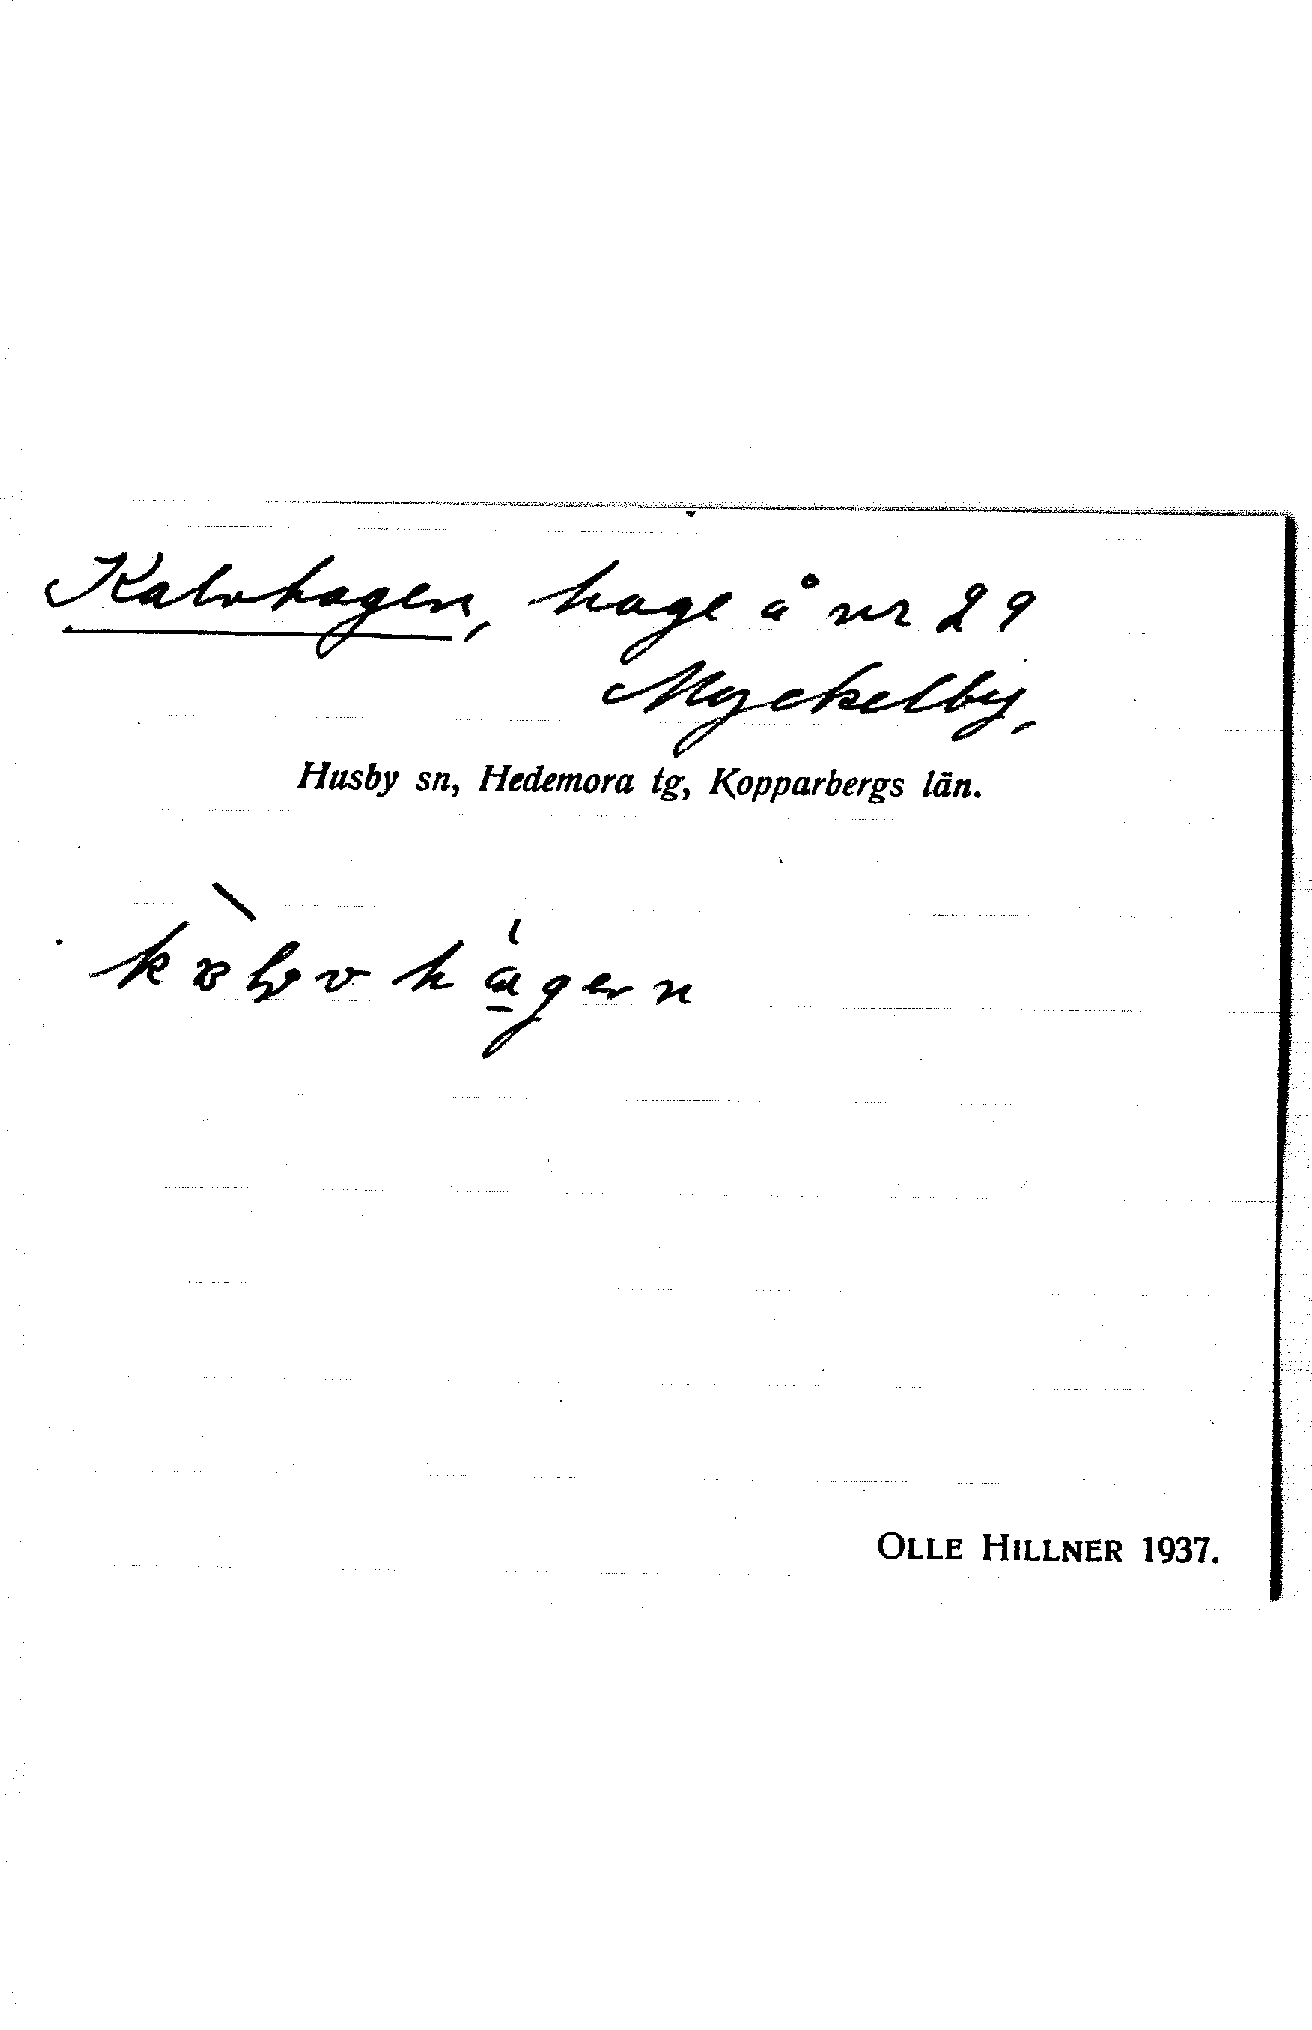 Kalvhagen, hage å nr 29
Myckelby,
Husby sn, Hedemora tg, Kopparbergs län.
OLLE HILLNER 1937.